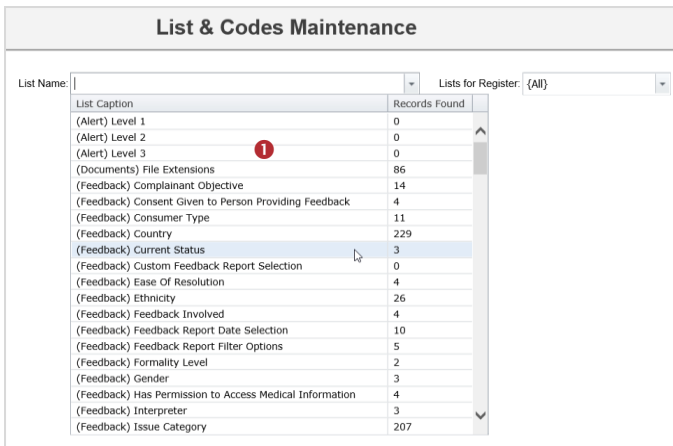 List & Codes Maintenance
List Name: Lists for Register: {All}
List Caption Records Found
(Alert) Level 1 0
(Alert) Level 2 0
(Alert) Level 3 0
1
(Documents) File Extensions 86
(Feedback) Complainant Objective 14
(Feedback) Consent Given to Person Providing Feedback 4
(Feedback) Consumer Type 11
(Feedback) Country 229
(Feedback) Current Status 3
(Feedback) Custom Feedback Report Selection 0
(Feedback) Ease Of Resolution 4
(Feedback) Ethnicity 26
(Feedback) Feedback Involved 4
(Feedback) Feedback Report Date Selection 10
(Feedback) Feedback Report Filter Options 5
(Feedback) Formality Level 2
(Feedback) Gender 3
(Feedback) Has Permission to Access Medical Information 4
(Feedback) Interpreter 3
(Feedback) Issue Category 207